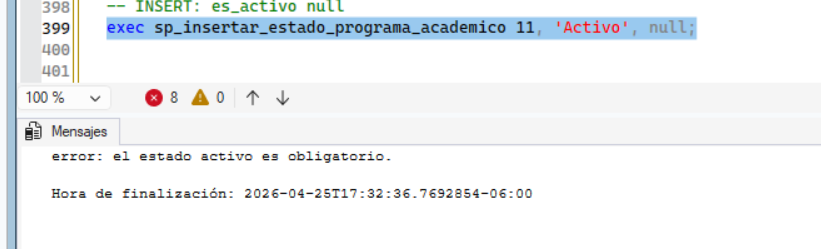 398 -- INSERT: es_activo null
399 exec sp_insertar_estado_programa_academico 11, 'Activo', null;
400
401
100 % 8 0
Mensajes
error: el estado activo es obligatorio.
Hora de finalización: 2026-04-25T17:32:36.7692854-06:00